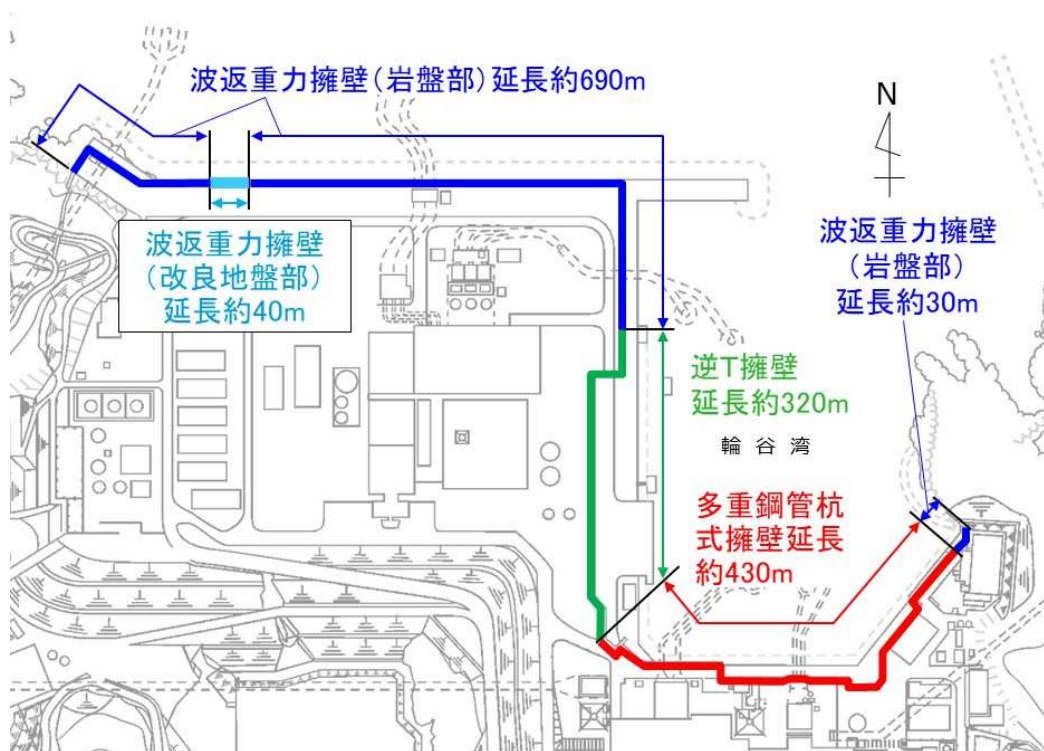 波返重力擁壁(岩盤部)延長約690m
N
波返重力擁壁
(改良地盤部)
延長約40m
波返重力擁壁
(岩盤部)
延長約30m
逆T擁壁
延長約320m
輪谷湾
多重鋼管杭
式擁壁延長
約430m